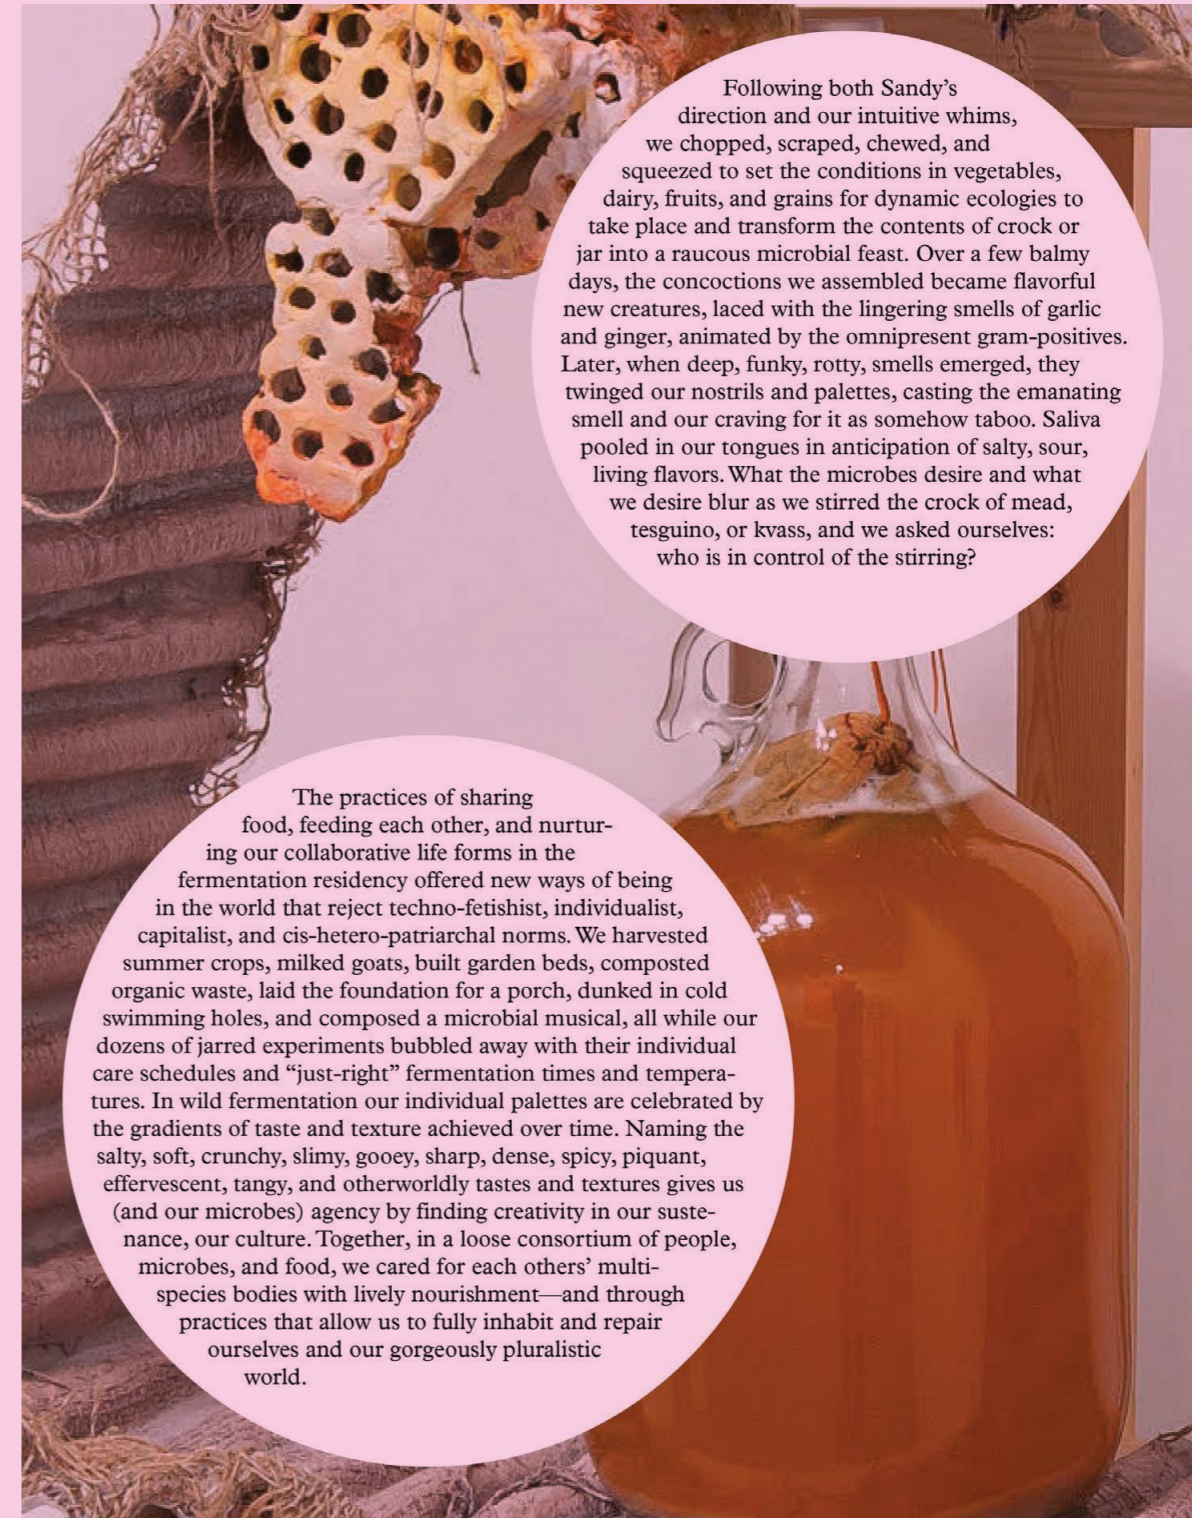 Following both Sandy’s
direction and our intuitive whims,
we chopped, scraped, chewed, and
squeezed to set the conditions in vegetables,
dairy, fruits, and grains for dynamic ecologies to
take place and transform the contents of crock or
jar into a raucous microbial feast. Over a few balmy
days, the concoctions we assembled became flavorful
new creatures, laced with the lingering smells of garlic
and ginger, animated by the omnipresent gram-positives.
Later, when deep, funky, rotty, smells emerged, they
twinged our nostrils and palettes, casting the emanating
smell and our craving for it as somehow taboo. Saliva
pooled in our tongues in anticipation of salty, sour,
living flavors. What the microbes desire and what
we desire blur as we stirred the crock of mead,
tesguino, or kvass, and we asked ourselves:
who is in control of the stirring?
The practices of sharing
food, feeding each other, and nurtur-
ing our collaborative life forms in the
fermentation residency offered new ways of being
in the world that reject techno-fetishist, individualist,
capitalist, and cis-hetero-patriarchal norms. We harvested
summer crops, milked goats, built garden beds, composted
organic waste, laid the foundation for a porch, dunked in cold
swimming holes, and composed a microbial musical, all while our
dozens of jarred experiments bubbled away with their individual
care schedules and “just-right” fermentation times and tempera-
tures. In wild fermentation our individual palettes are celebrated by
the gradients of taste and texture achieved over time. Naming the
salty, soft, crunchy, slimy, gooey, sharp, dense, spicy, piquant,
effervescent, tangy, and otherworldly tastes and textures gives us
(and our microbes) agency by finding creativity in our suste-
nance, our culture. Together, in a loose consortium of people,
microbes, and food, we cared for each others’ multi-
species bodies with lively nourishment—and through
practices that allow us to fully inhabit and repair
ourselves and our gorgeously pluralistic
world.